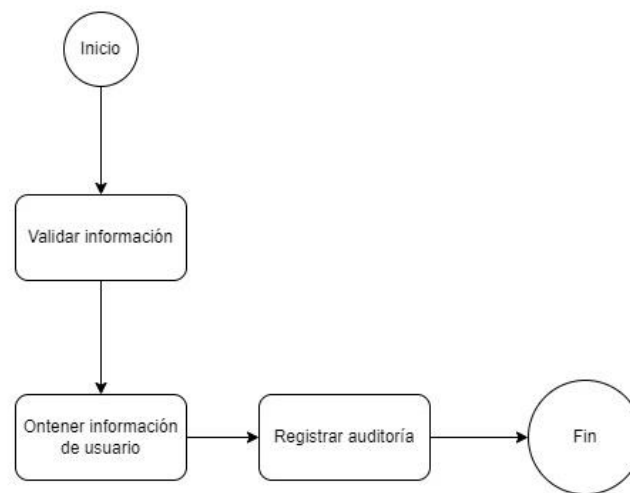 Inicio
Validar información
Ontener información
de usuario
Registrar auditoría
Fin